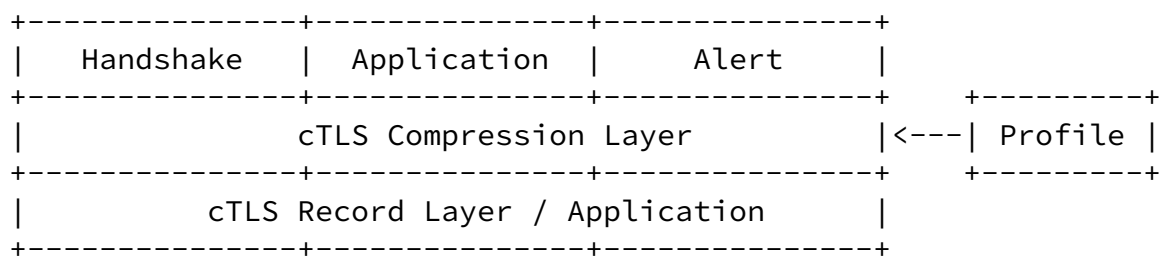 +---------------+---------------+---------------+
|   Handshake   |  Application  |     Alert     |
+---------------+---------------+---------------+    +---------+
|               cTLS Compression Layer          |<---| Profile |
+---------------+---------------+---------------+    +---------+
|          cTLS Record Layer / Application      |
+---------------+---------------+---------------+